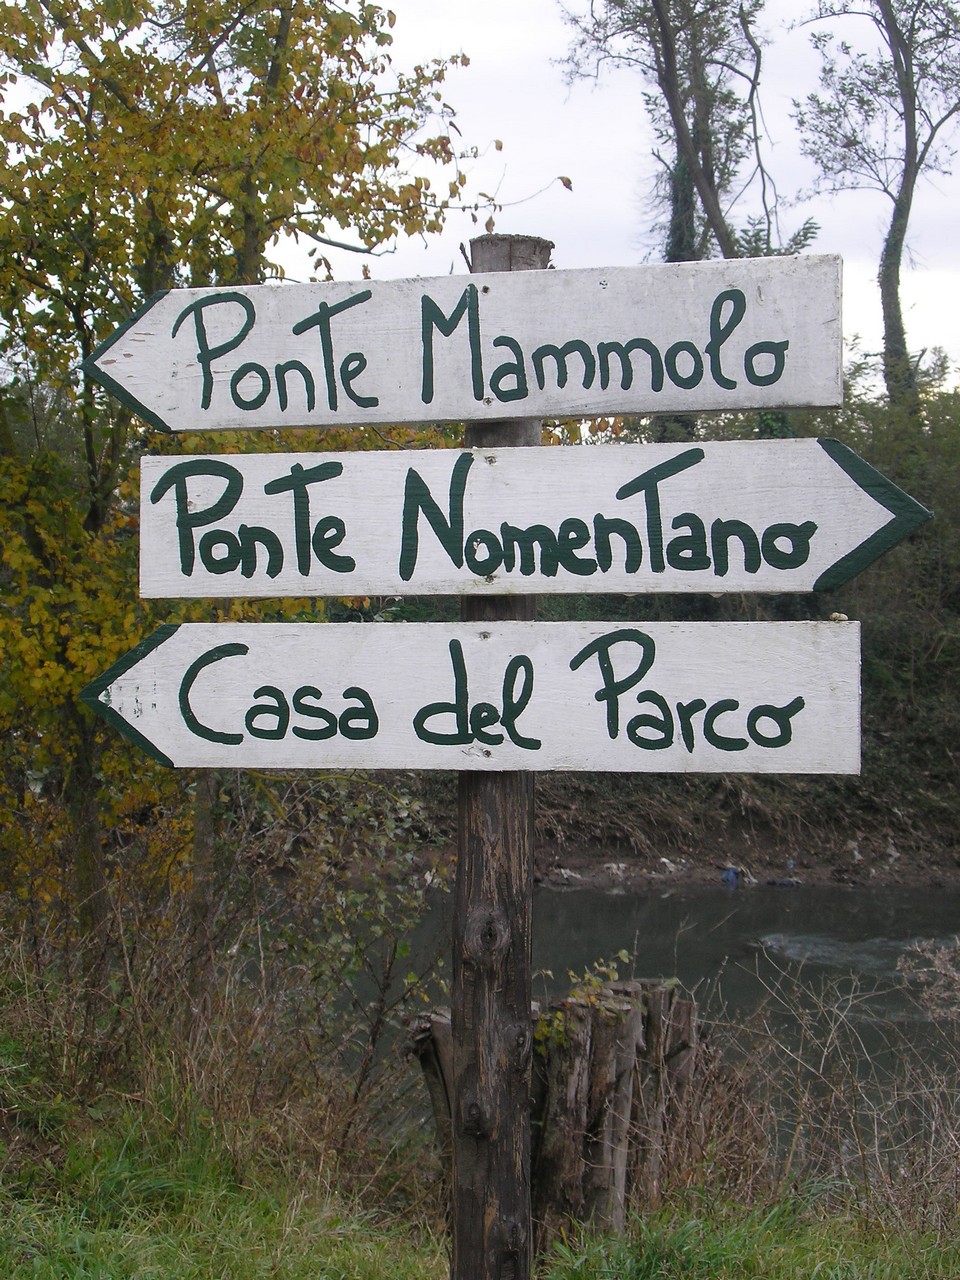 Ponte Mammolo
Ponte Nomentano
Casa del Parco